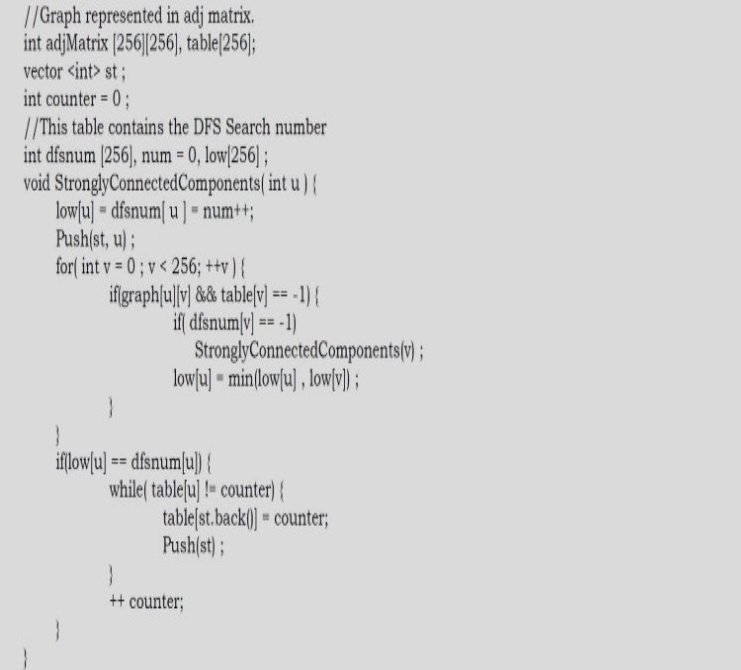 //Graph represented in adj matrix.
int adjMatrix [256][256], table[256];
vector <int> st ;
int counter = 0 ;
//This table contains the DFS Search number
int dfsnum [256], num = 0, low[256] ;
void StronglyConnectedComponents( int u ) {
low[u] = dfsnum[ u ] = num++;
Push(st, u) ;
for( int v = 0 ; v < 256; ++v ) {
if(graph[u][v] && table[v] == -1) {
if( dfsnum[v] == -1)
StronglyConnectedComponents(v) ;
low[u] = min(low[u] , low[v]) ;
}
}
if(low[u] == dfsnum[u]) {
while( table[u] != counter) {
table[st.back()] = counter;
Push(st) ;
}
++ counter;
}
}